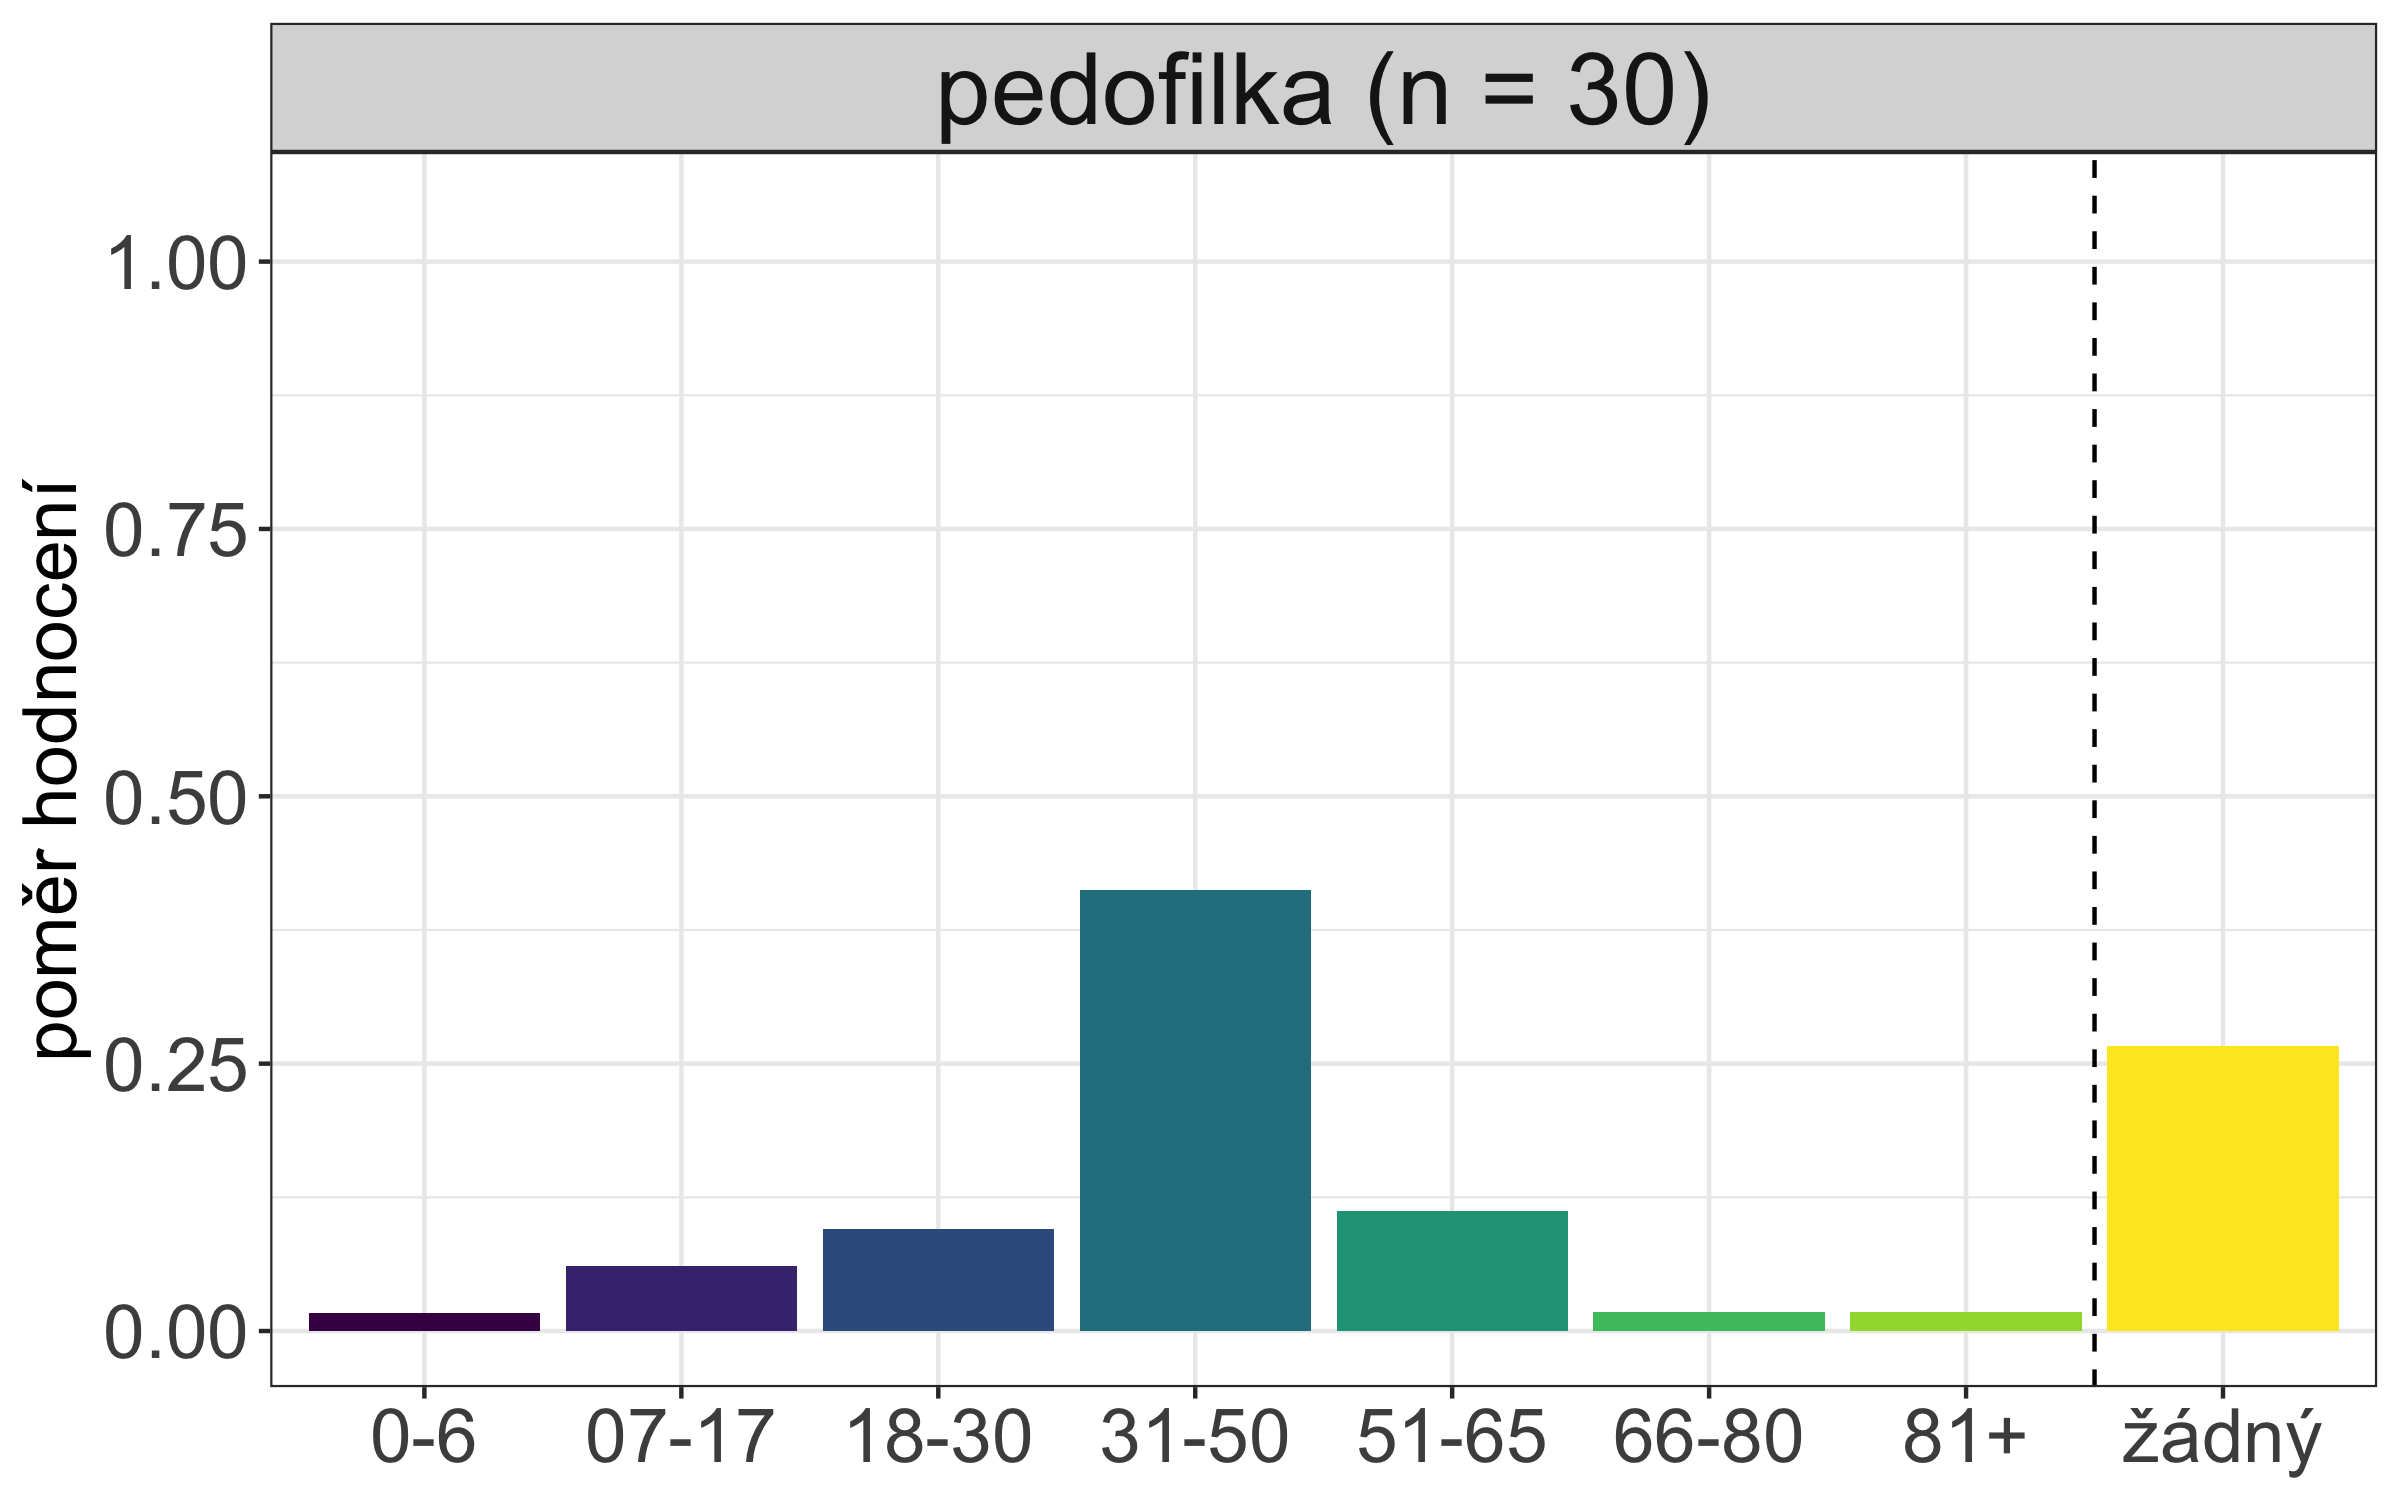 pedofilka (n = 30)
poměr hodnocení
1.00
0.75
0.50
0.25
0.00
0-6 07-17 18-30 31-50 51-65 66-80 81+ žádný